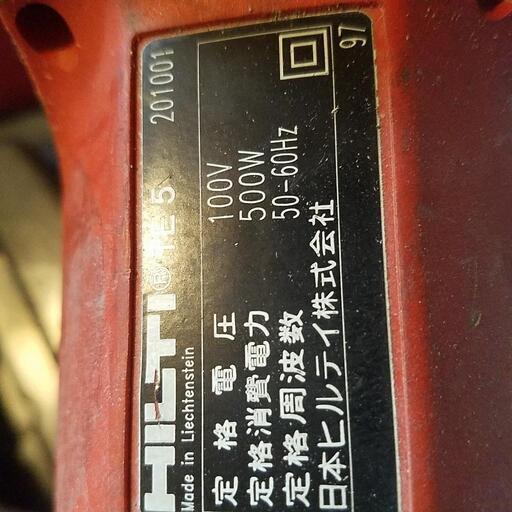 HILTI® TE 5 201001
Made in Liechtenstein
定格電圧 100V
定格消費電力 500W
定格周波数 50-60Hz
日本ヒルティ株式会社
97